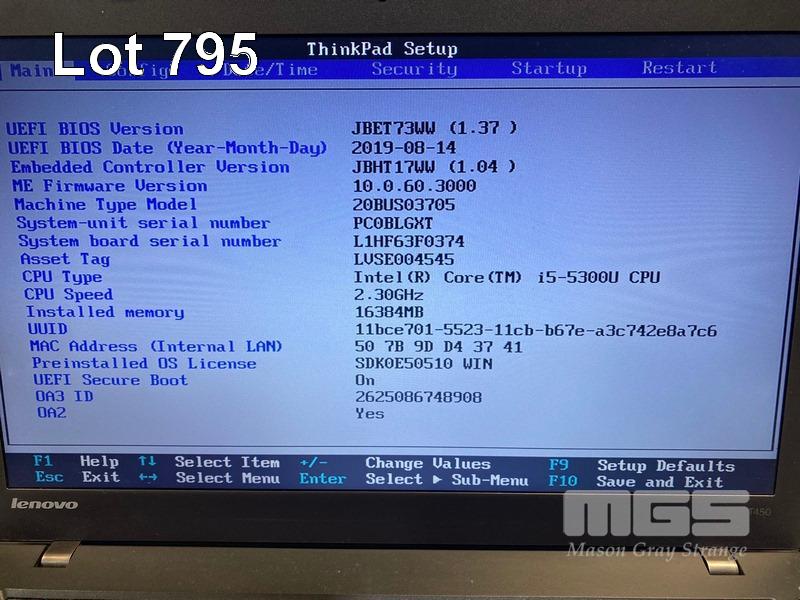 Lot 795
ThinkPad Setup
Main Config Date/Time Security Startup Restart
UEFI BIOS Version JBET73WW (1.37 )
UEFI BIOS Date (Year-Month-Day) 2019-08-14
Embedded Controller Version JBHT17WW (1.04 )
ME Firmware Version 10.0.60.3000
Machine Type Model 20BUS03705
System-unit serial number PC0BLGXT
System board serial number L1HF63F0374
Asset Tag LVSE004545
CPU Type Intel(R) Core(TM) i5-5300U CPU
CPU Speed 2.30GHz
Installed memory 16384MB
UUID 11bce701-5523-11cb-b67e-a3c742e8a7c6
MAC Address (Internal LAN) 50 7B 9D D4 37 41
Preinstalled OS License SDK0E50510 WIN
UEFI Secure Boot On
OA3 ID 2625086748908
OA2 Yes
F1 Help ↑↓ Select Item +/- Change Values F9 Setup Defaults
Esc Exit ←→ Select Menu Enter Select ▶ Sub-Menu F10 Save and Exit
lenovo
T450
MGS
Mason Gray Strange